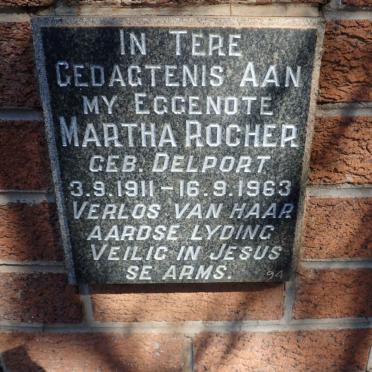 IN TERE
GEDAGTENIS AAN
MY EGGENOTE
MARTHA ROCHER
GEB. DELPORT
3.9.1911 - 16.9.1963
VERLOS VAN HAAR
AARDSE LYDING
VEILIG IN JESUS
SE ARMS.
94